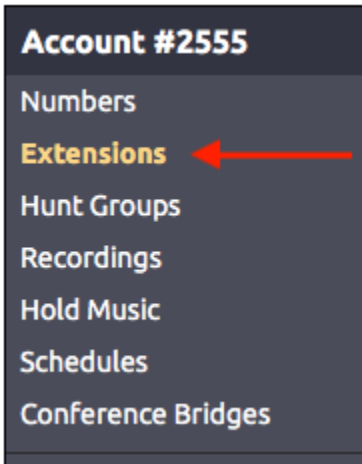 Account #2555
Numbers
Extensions
Hunt Groups
Recordings
Hold Music
Schedules
Conference Bridges